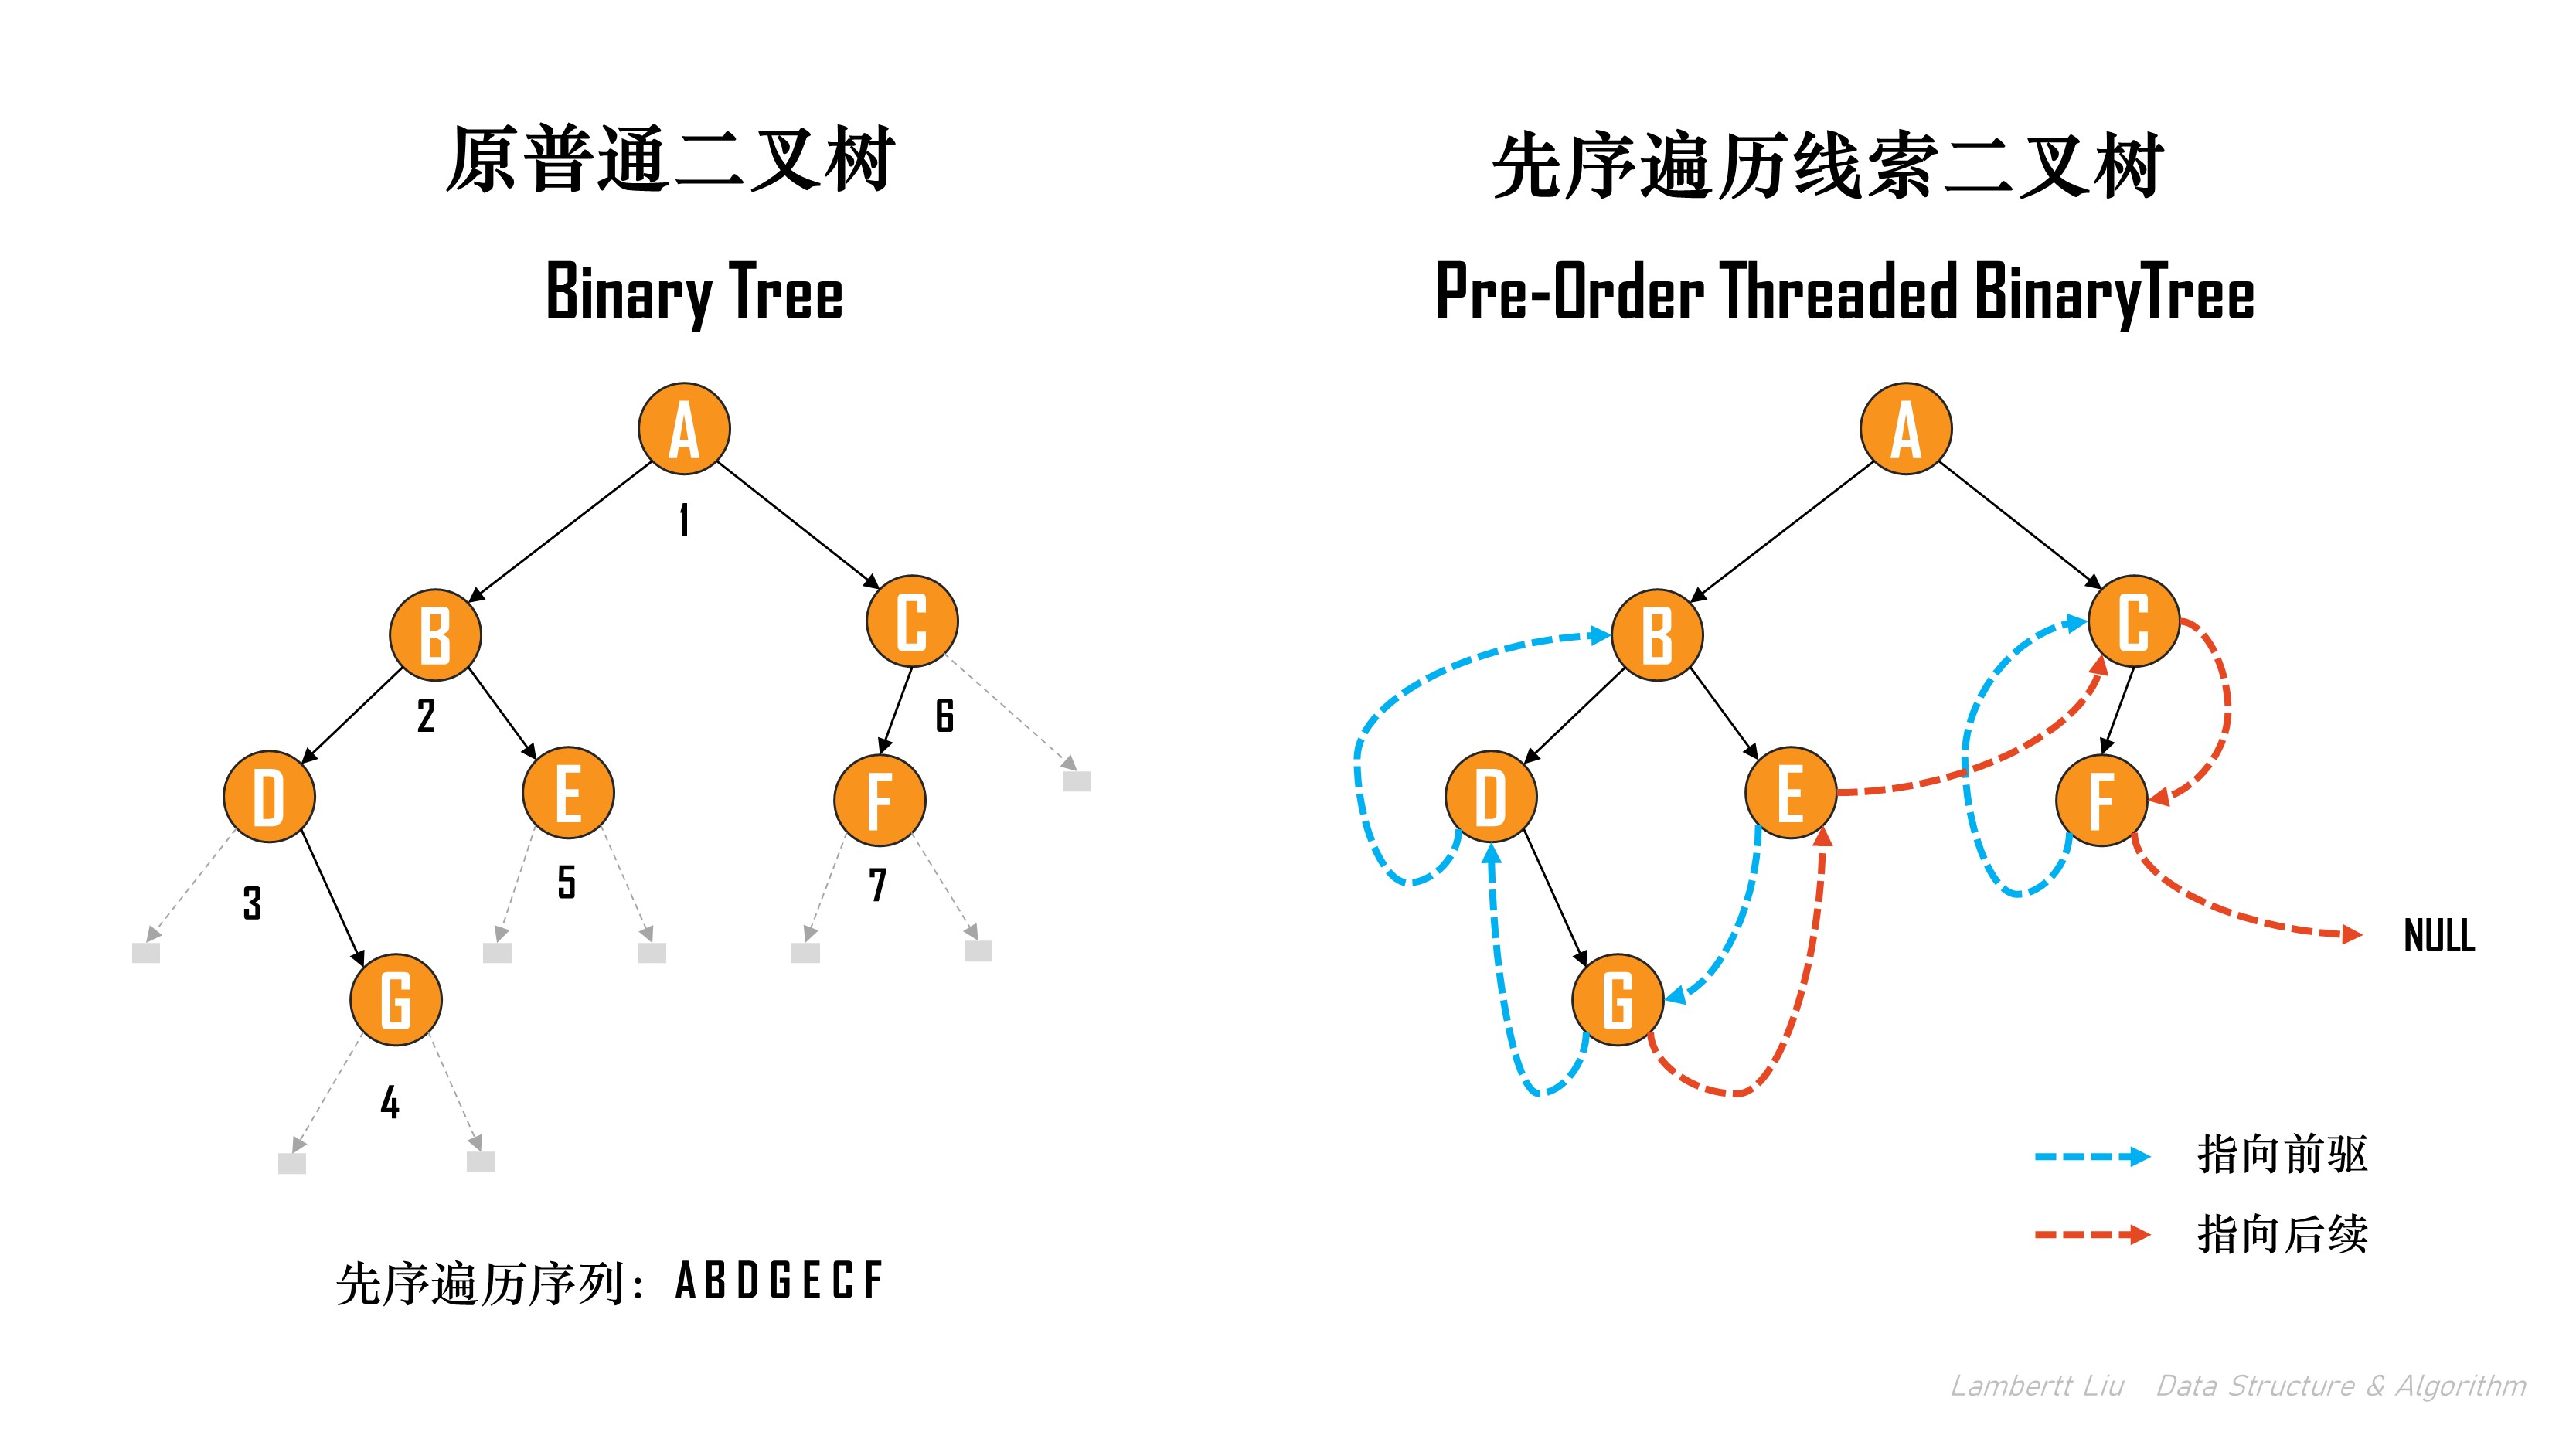 原普通二叉树
Binary Tree
A
1
B
C
2
6
D
E
F
3
5
7
G
4
先序遍历序列： A B D G E C F
先序遍历线索二叉树
Pre-Order Threaded BinaryTree
A
B
C
D
E
F
NULL
G
指向前驱
指向后续
Lambertt Liu Data Structure & Algorithm